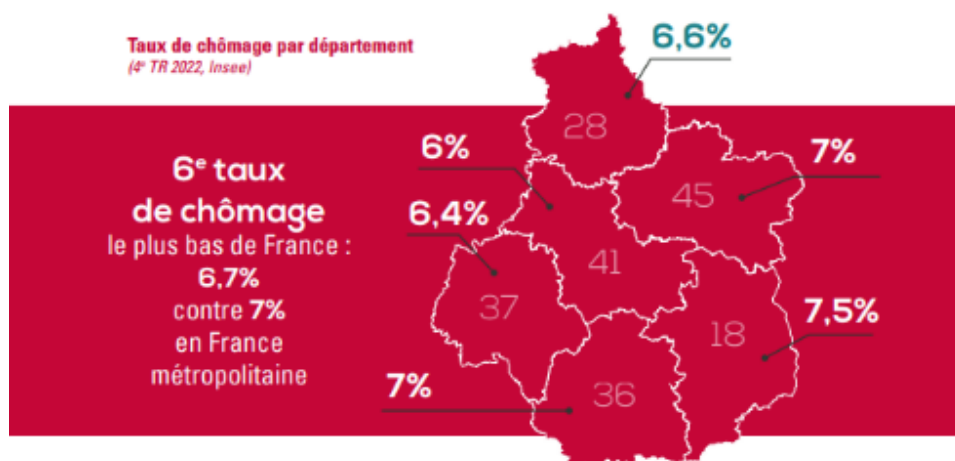 Taux de chômage par département
(4e TR 2022, Insee)
6,6%
28
6%
7%
6e taux
de chômage
le plus bas de France :
6,7%
contre 7%
en France
métropolitaine
45
6,4%
41
37
18
7,5%
7%
36